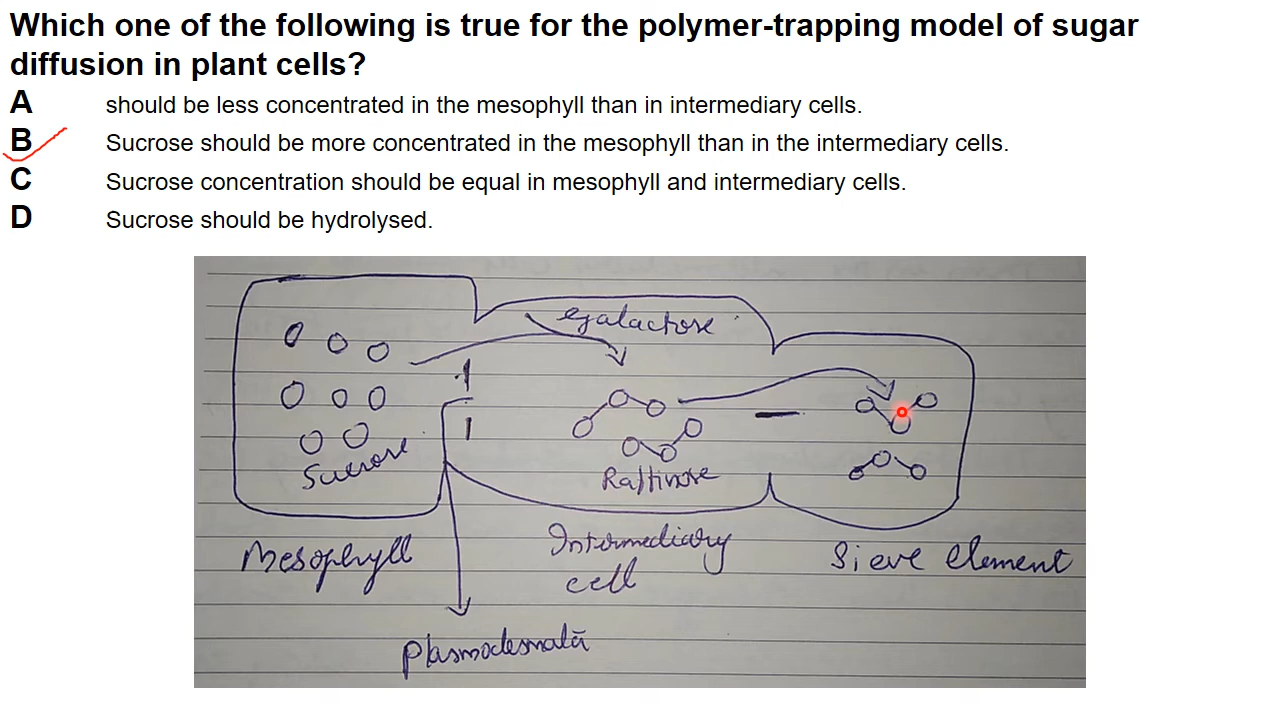 Which one of the following is true for the polymer-trapping model of sugar
diffusion in plant cells?
A should be less concentrated in the mesophyll than in intermediary cells.
B Sucrose should be more concentrated in the mesophyll than in the intermediary cells.
C Sucrose concentration should be equal in mesophyll and intermediary cells.
D Sucrose should be hydrolysed.
galactose
Sucrose
Raffinose
Mesophyll
Intermediary
cell
Sieve element
Plasmodesmata